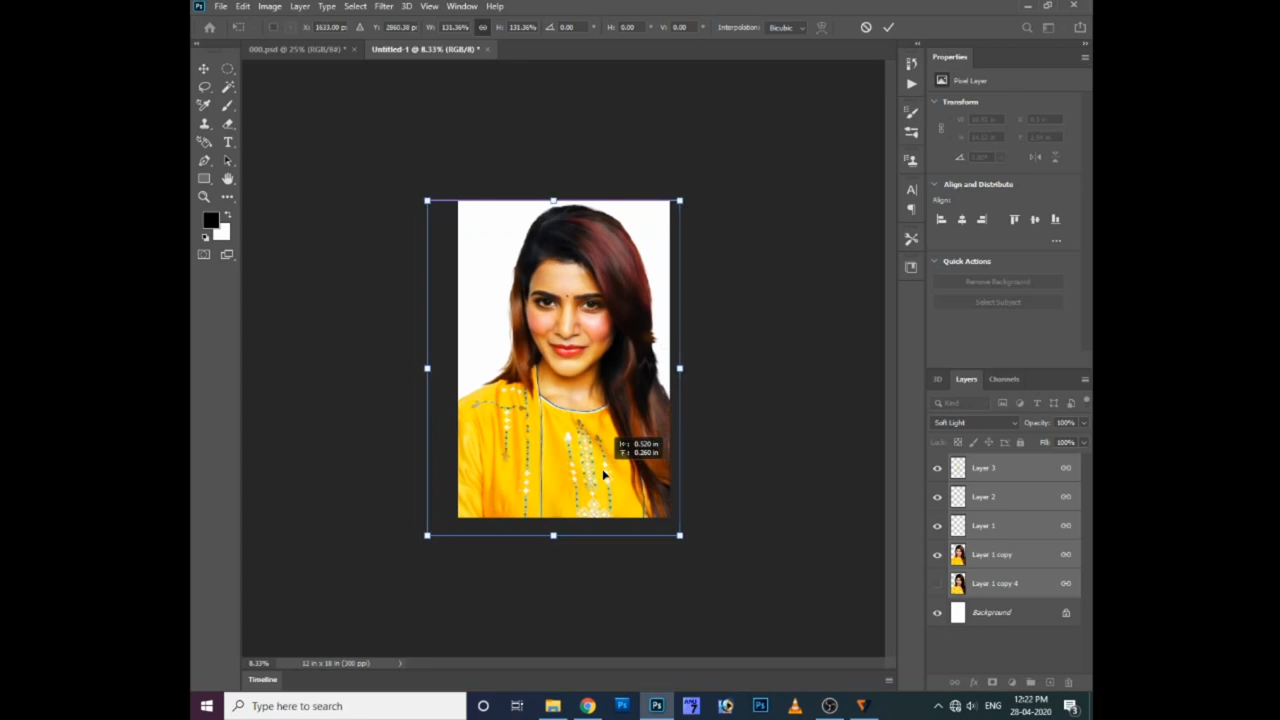 File Edit Image Layer Type Select Filter 3D View Window Help
X: 1633.00 p Y: 2860.38 p W: 131.36% H: 131.36% 0.00 H: 0.00 V: 0.00 Interpolation: Bicubic
000.psd @ 25% (RGB/8#) * × Untitled-1 @ 8.33% (RGB/8) * ×
Properties
Pixel Layer
Transform
Align and Distribute
Align:
Quick Actions
Remove Background
Select Subject
3D Layers Channels
Kind
Soft Light Opacity: 100%
Lock: Fill: 100%
0.520 in
0.260 in
Layer 3
Layer 2
Layer 1
Layer 1 copy
Layer 1 copy 4
Background
8.33% 12 in x 18 in (300 ppi)
Timeline
Type here to search
ENG
12:22 PM
28-04-2020